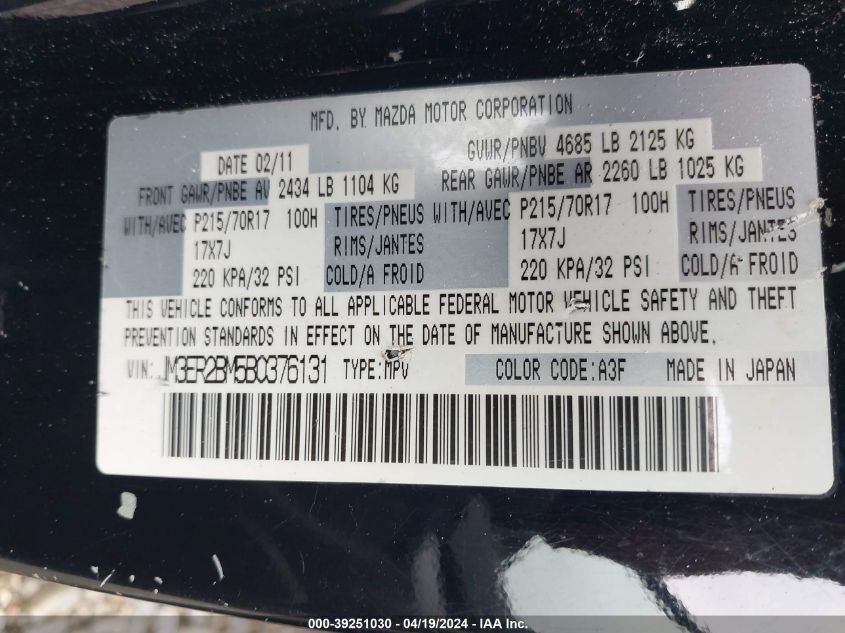 MFD. BY MAZDA MOTOR CORPORATION
DATE 02/11 GVWR/PNBV 4685 LB 2125 KG
FRONT GAWR/PNBE AV 2434 LB 1104 KG REAR GAWR/PNBE AR 2260 LB 1025 KG
WITH/AVEC P215/70R17 100H TIRES/PNEUS WITH/AVEC P215/70R17 100H TIRES/PNEUS
17X7J RIMS/JANTES 17X7J RIMS/JANTES
220 KPA/32 PSI COLD/A FROID 220 KPA/32 PSI COLD/A FROID
THIS VEHICLE CONFORMS TO ALL APPLICABLE FEDERAL MOTOR VEHICLE SAFETY AND THEFT
PREVENTION STANDARDS IN EFFECT ON THE DATE OF MANUFACTURE SHOWN ABOVE.
VIN: JM3ER2BM5B0376131 TYPE:MPV COLOR CODE:A3F MADE IN JAPAN
000-39251030 - 04/19/2024 - IAA Inc.